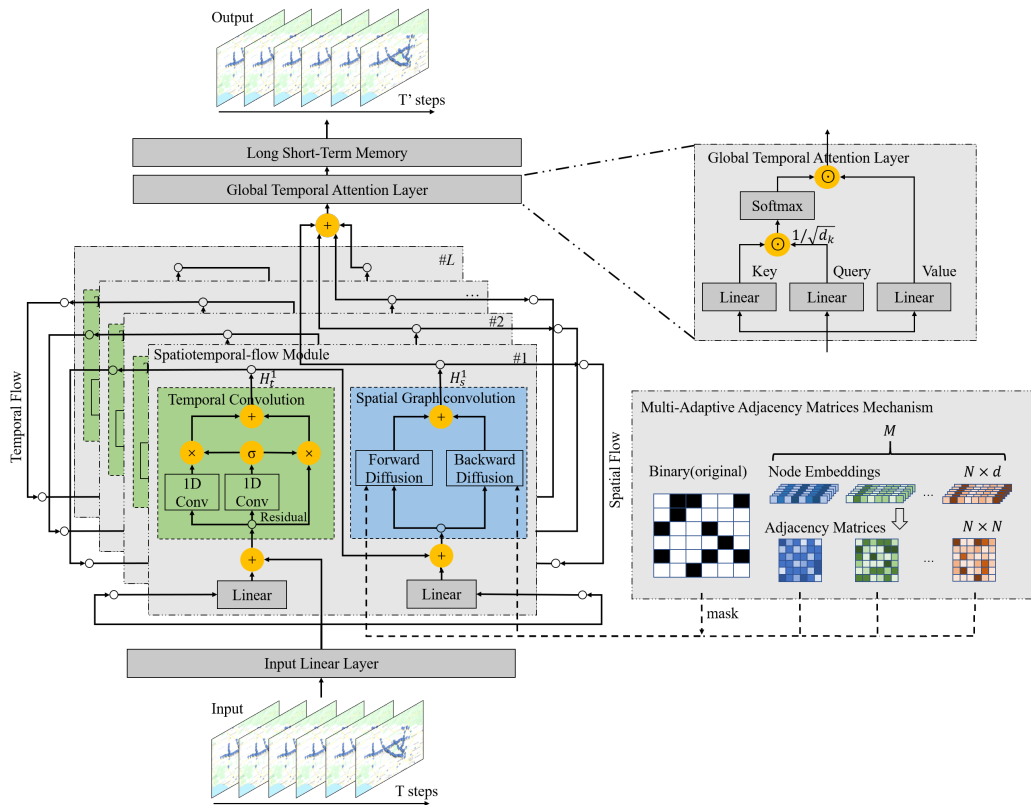 Output
T' steps
Long Short-Term Memory
Global Temporal Attention Layer
+
#L
...
#2
#1
Spatiotemporal-flow Module
H_t^1
H_s^1
Temporal Convolution
+
×
σ
×
1D
Conv
1D
Conv
Residual
Spatial Graph convolution
+
Forward
Diffusion
Backward
Diffusion
+
+
Linear
Linear
Temporal Flow
Spatial Flow
Input Linear Layer
Input
T steps
Global Temporal Attention Layer
⊙
Softmax
⊙
1/√d_k
Key
Query
Value
Linear
Linear
Linear
Multi-Adaptive Adjacency Matrices Mechanism
M
Binary(original)
Node Embeddings
N × d
...
Adjacency Matrices
N × N
...
mask